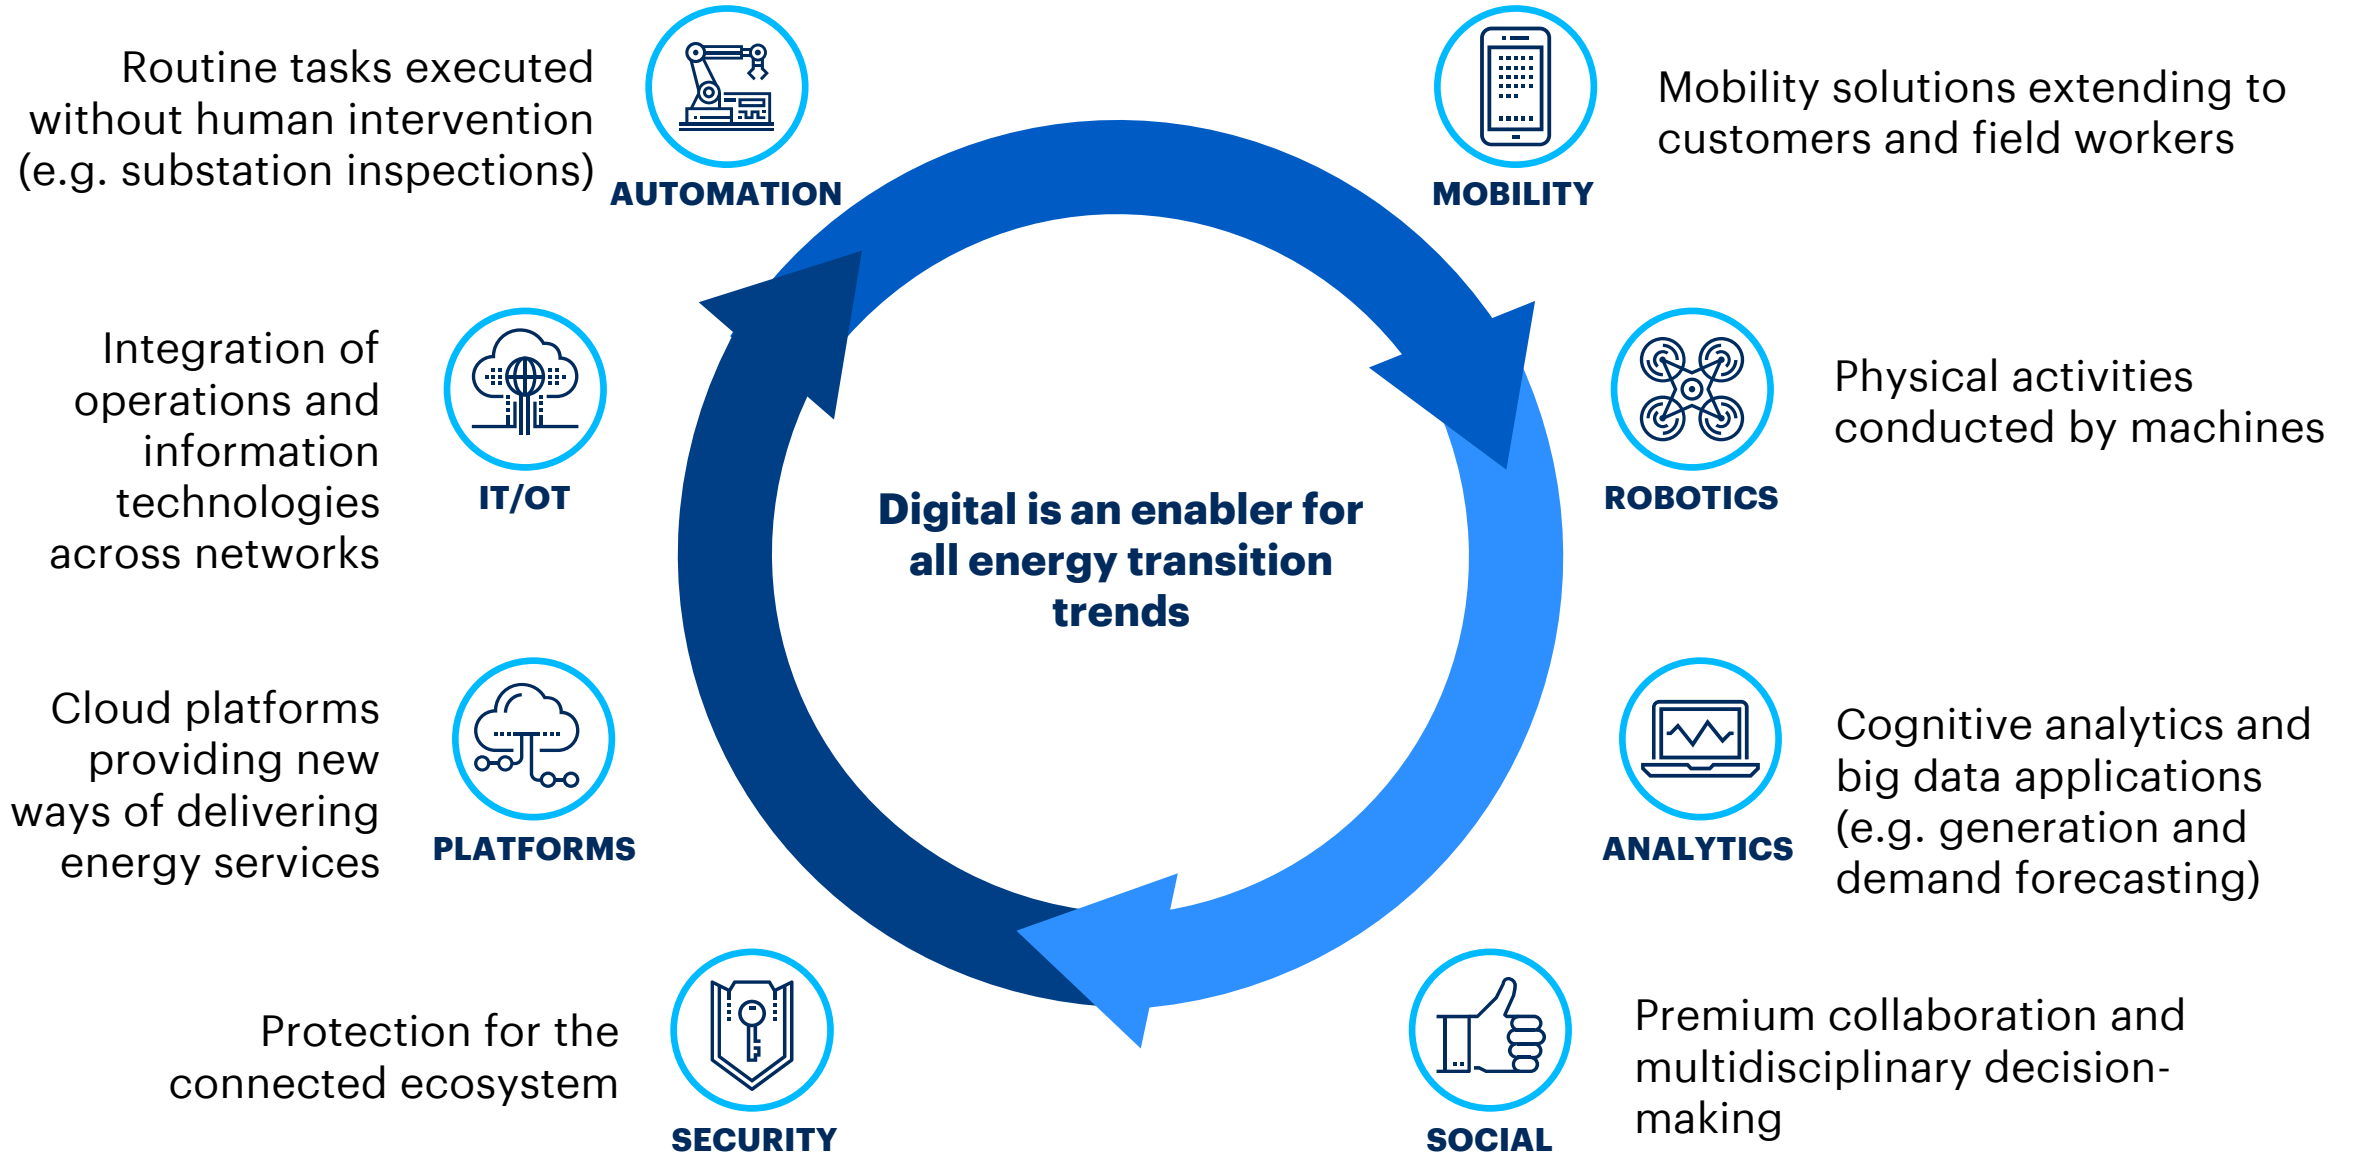 Routine tasks executed
without human intervention
(e.g. substation inspections)
AUTOMATION
MOBILITY
Mobility solutions extending to
customers and field workers
Integration of
operations and
information
technologies
across networks
IT/OT
ROBOTICS
Physical activities
conducted by machines
Digital is an enabler for
all energy transition
trends
Cloud platforms
providing new
ways of delivering
energy services
PLATFORMS
ANALYTICS
Cognitive analytics and
big data applications
(e.g. generation and
demand forecasting)
Protection for the
connected ecosystem
SECURITY
SOCIAL
Premium collaboration and
multidisciplinary decision-
making